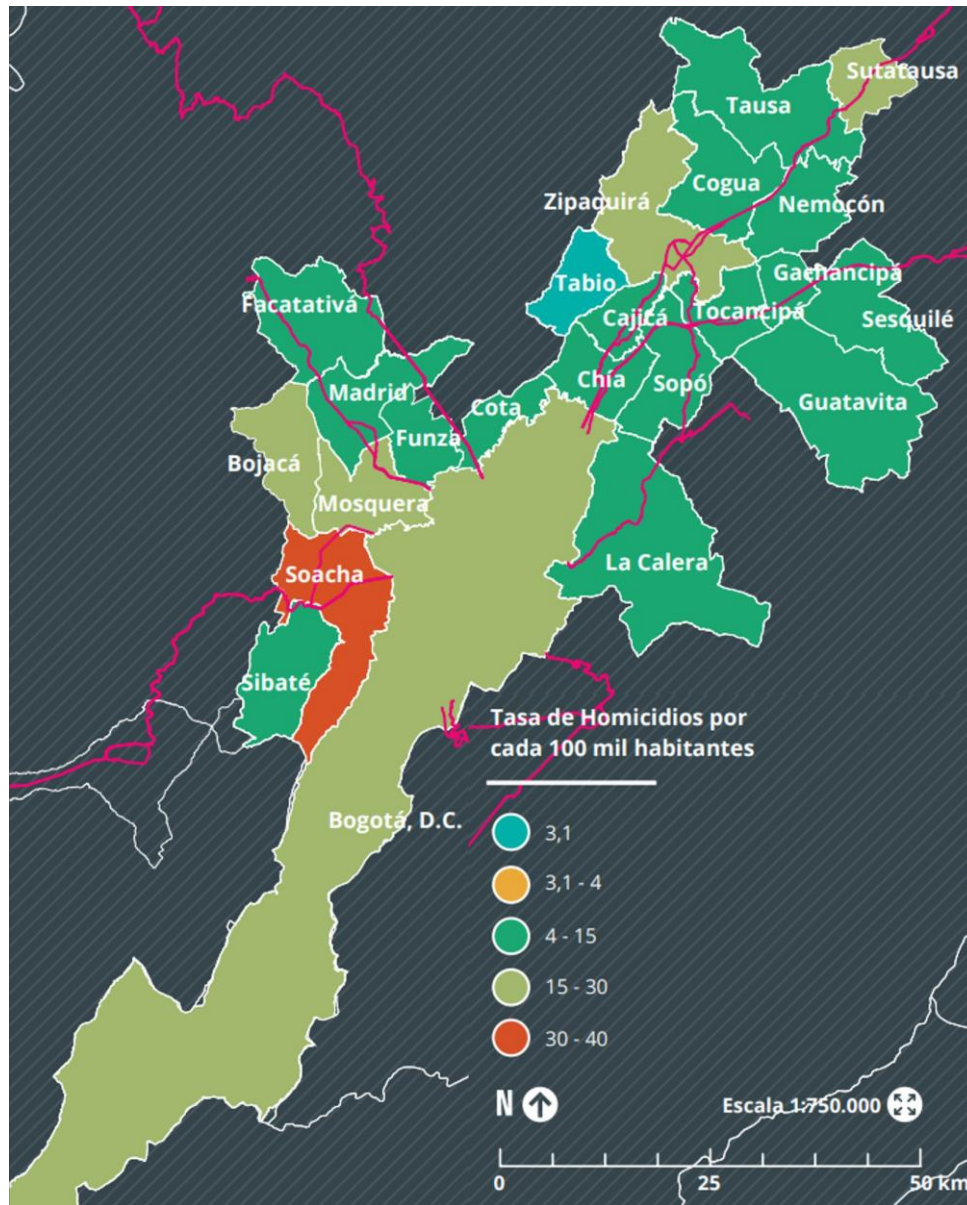 Sutatausa
Tausa
Cogua
Zipaquirá
Nemocón
Gachancipá
Tabio
Facatativá
Cajicá
Tocancipá
Sesquilé
Madrid
Chía
Sopó
Cota
Guatavita
Funza
Bojacá
Mosquera
La Calera
Soacha
Sibaté
Tasa de Homicidios por
cada 100 mil habitantes
Bogotá, D.C.
3,1
3,1 - 4
4 - 15
15 - 30
30 - 40
N
Escala 1:750.000
0 25 50 km